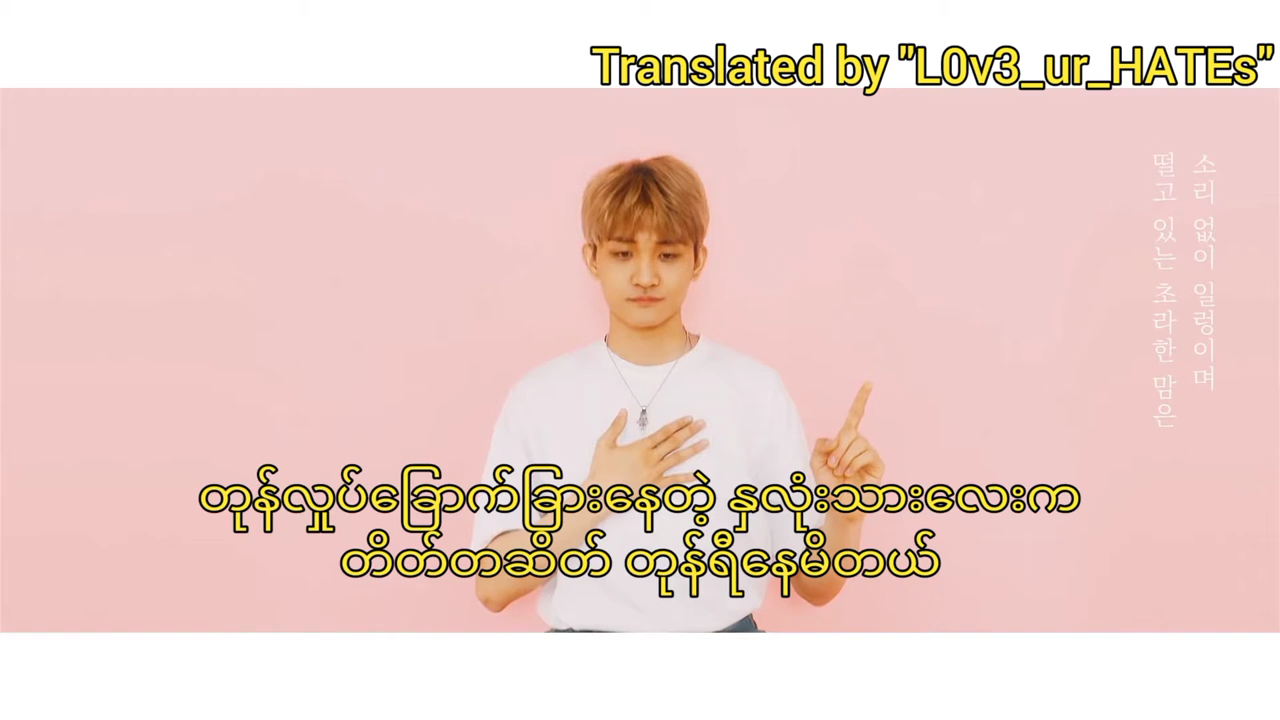 Translated by "L0v3_ur_HATEs"
소리 없이 일렁이며
떨고 있는 초라한 맘은
တုန်လှုပ်ခြောက်ခြားနေတဲ့ နှလုံးသားလေးက
တိတ်တဆိတ် တုန်ရီနေမိတယ်